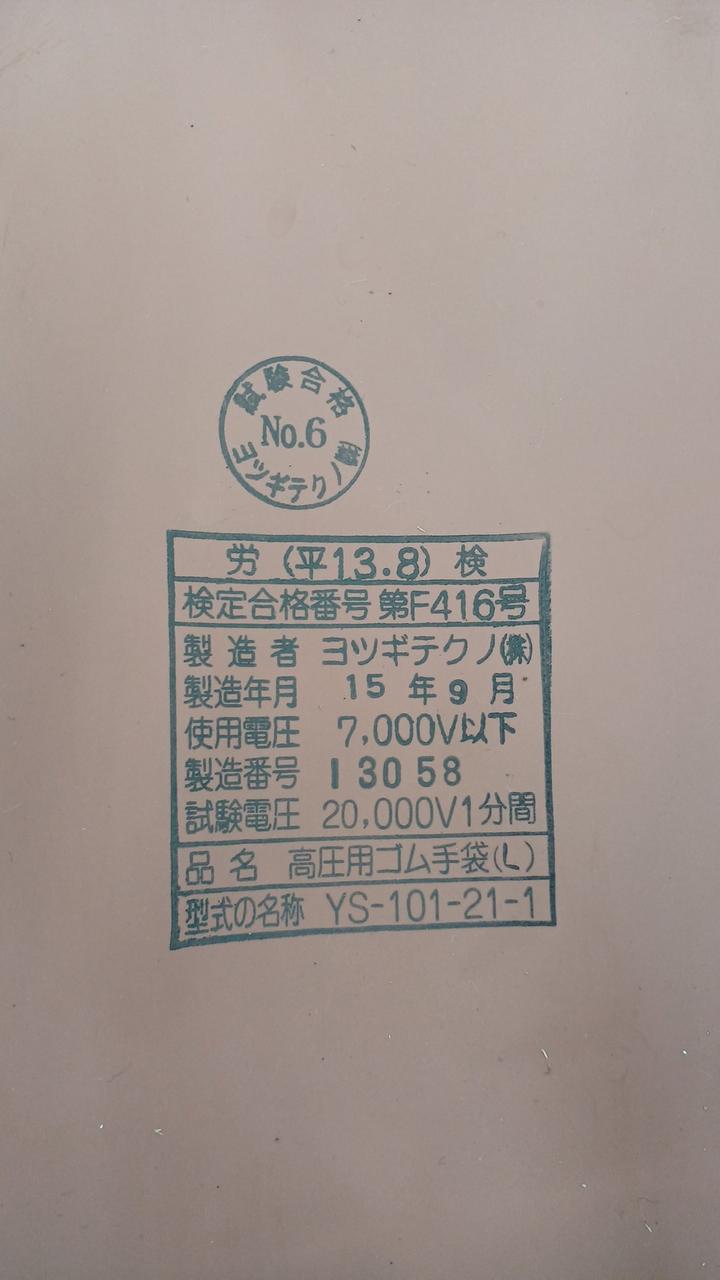 試験合格
No.6
ヨツギテクノ㈱
労（平13.8）検
検定合格番号 第F416号
製造者 ヨツギテクノ㈱
製造年月 15年9月
使用電圧 7,000V以下
製造番号 13058
試験電圧 20,000V1分間
品名 高圧用ゴム手袋(L)
型式の名称 YS-101-21-1